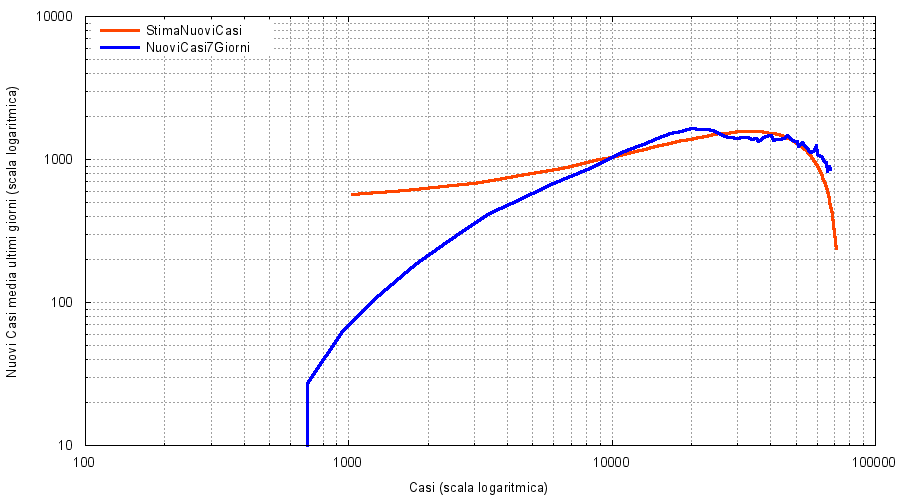 10000
StimaNuoviCasi
NuoviCasi7Giorni
1000
100
10
Nuovi Casi media ultimi giorni (scala logaritmica)
100 1000 10000 100000
Casi (scala logaritmica)